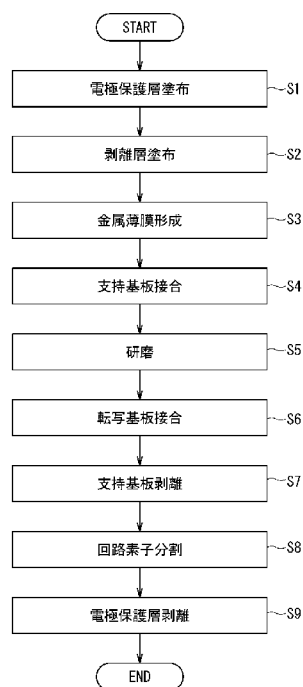 START
電極保護層塗布 S1
剥離層塗布 S2
金属薄膜形成 S3
支持基板接合 S4
研磨 S5
転写基板接合 S6
支持基板剥離 S7
回路素子分割 S8
電極保護層剥離 S9
END